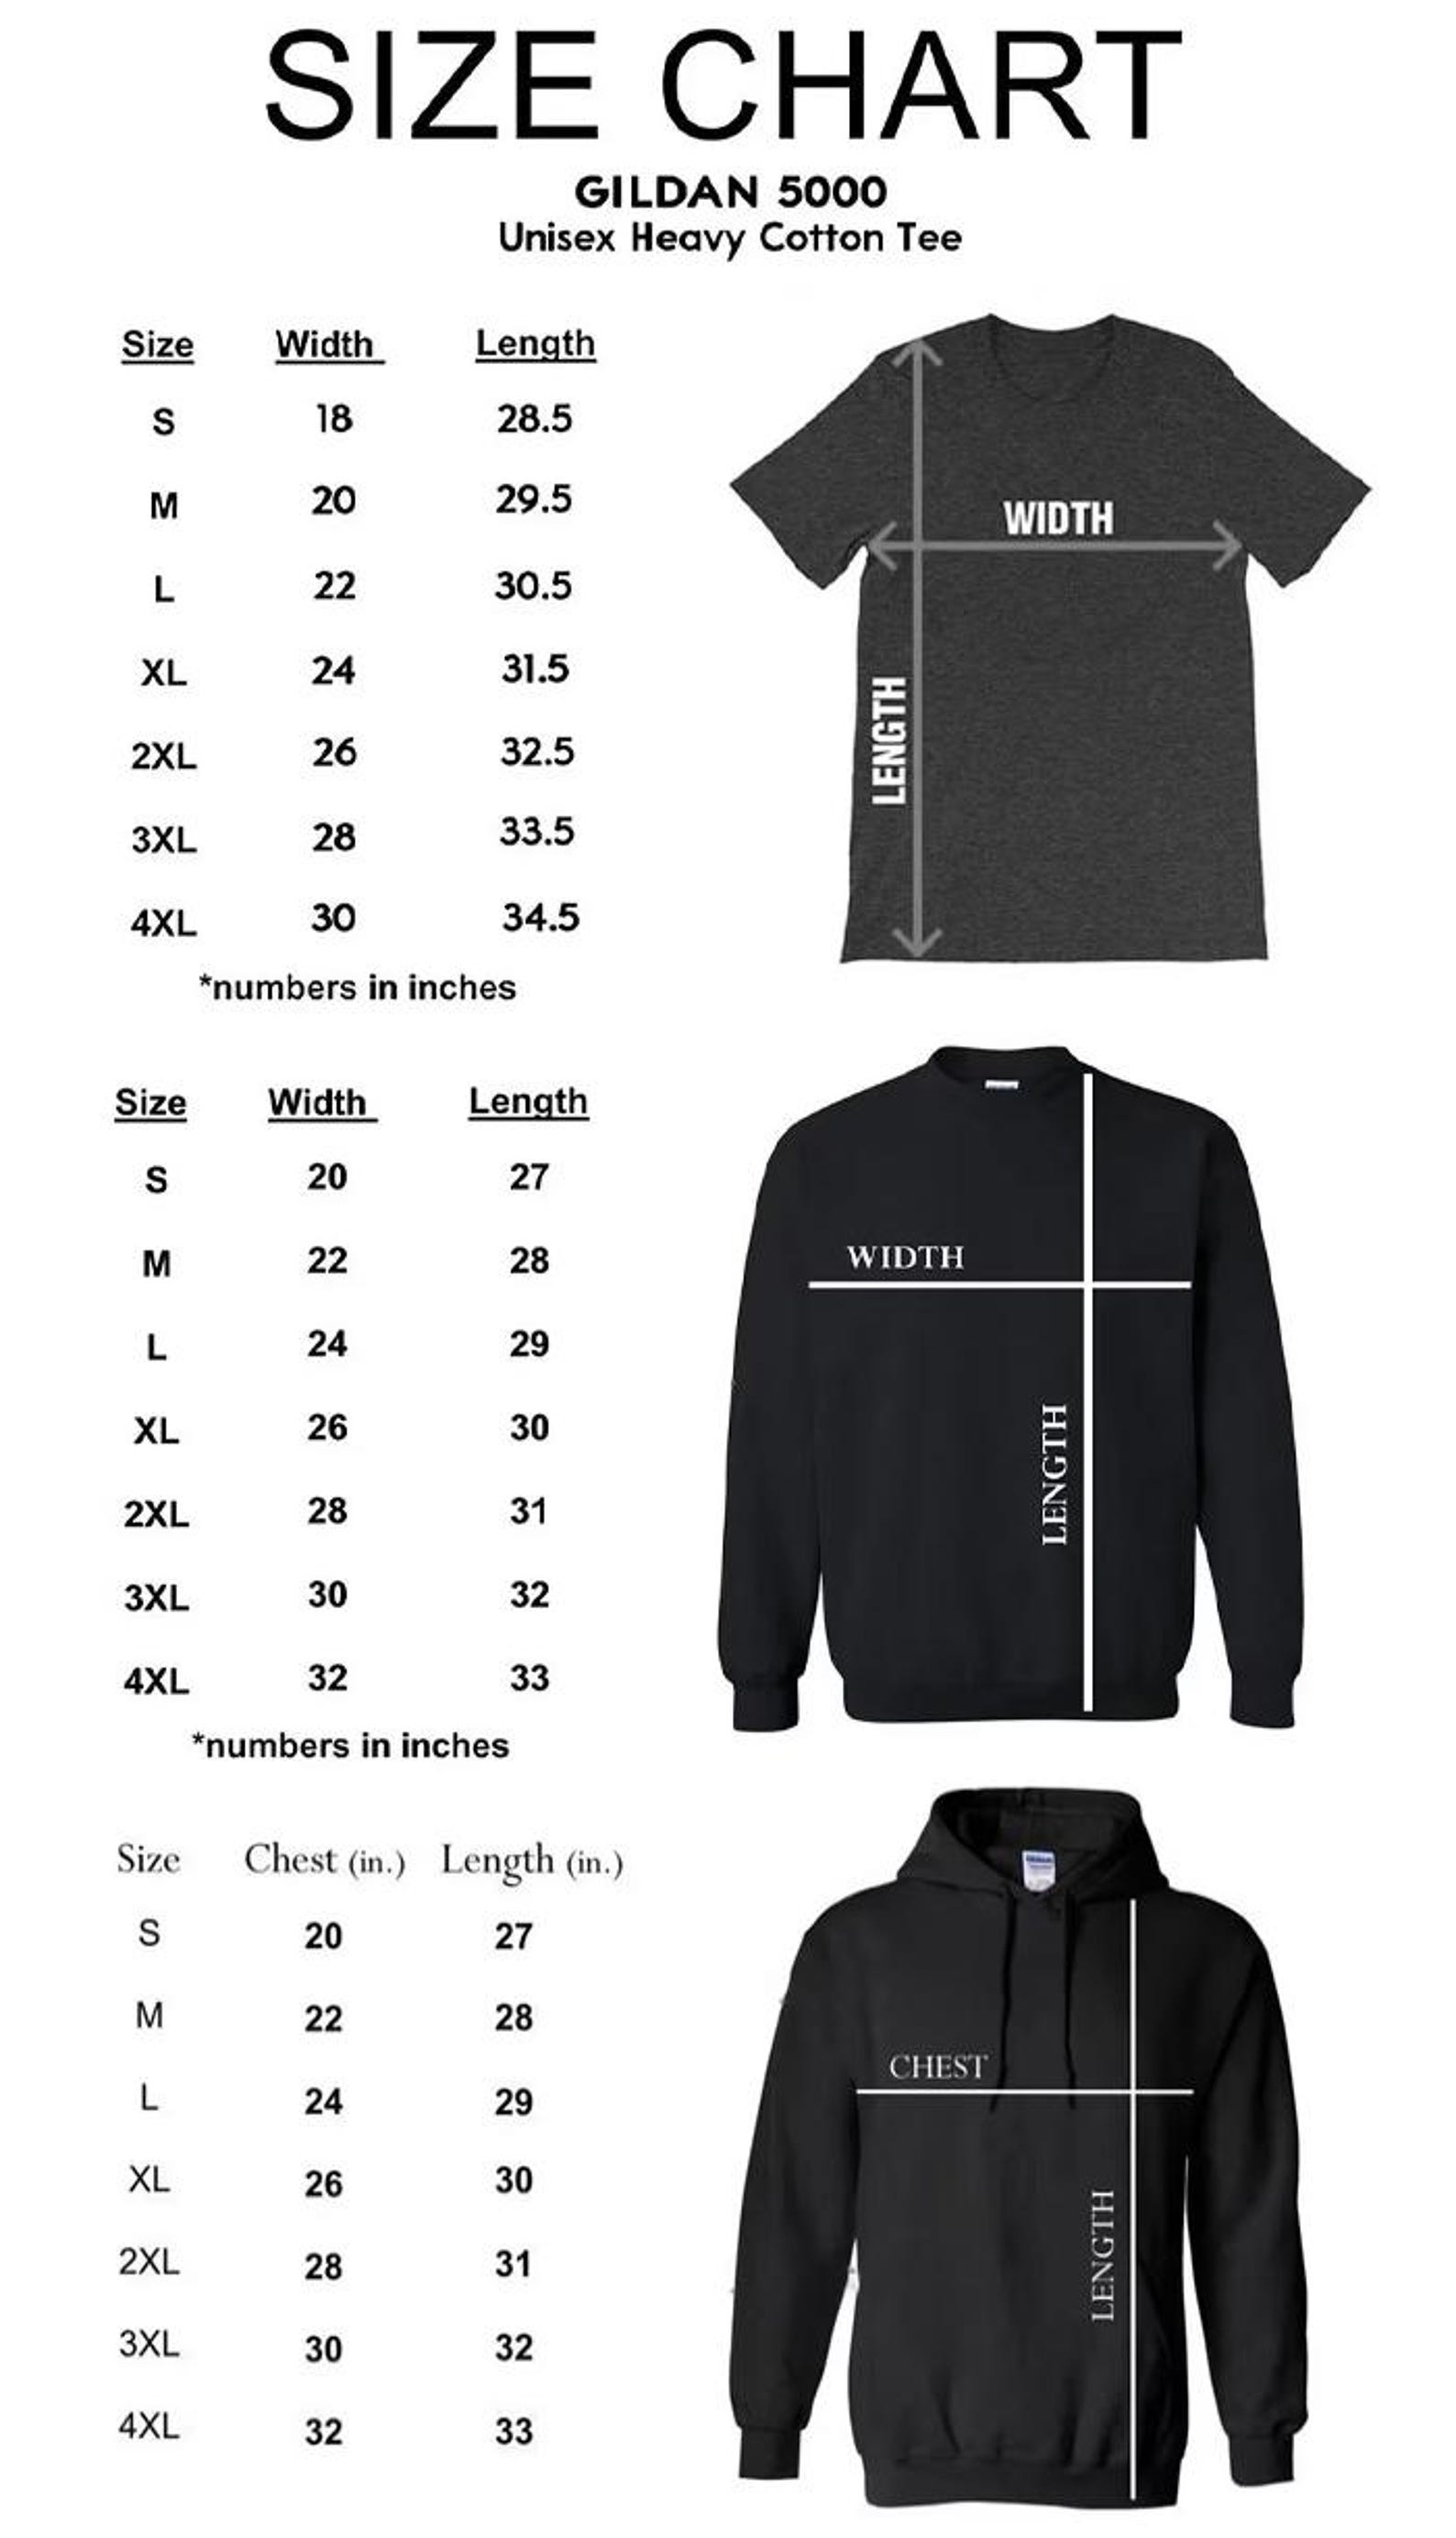 SIZE CHART
GILDAN 5000
Unisex Heavy Cotton Tee
Size Width Length
S 18 28.5
M 20 29.5
L 22 30.5
XL 24 31.5
2XL 26 32.5
3XL 28 33.5
4XL 30 34.5
*numbers in inches
WIDTH
LENGTH
Size Width Length
S 20 27
M 22 28
L 24 29
XL 26 30
2XL 28 31
3XL 30 32
4XL 32 33
*numbers in inches
WIDTH
LENGTH
Size Chest (in.) Length (in.)
S 20 27
M 22 28
L 24 29
XL 26 30
2XL 28 31
3XL 30 32
4XL 32 33
CHEST
LENGTH